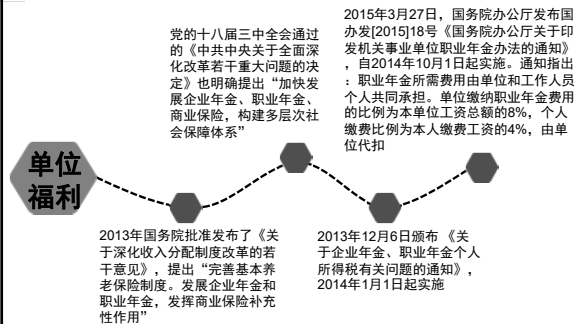 单位
福利
2013年国务院批准发布了《关
于深化收入分配制度改革的若
干意见》，提出“完善基本养
老保险制度。发展企业年金和
职业年金，发挥商业保险补充
性作用”
党的十八届三中全会通过
的《中共中央关于全面深
化改革若干重大问题的决
定》也明确提出“加快发
展企业年金、职业年金、
商业保险，构建多层次社
会保障体系”
2013年12月6日颁布 《关
于企业年金、职业年金个人
所得税有关问题的通知》，
2014年1月1日起实施
2015年3月27日，国务院办公厅发布国
办发[2015]18号《国务院办公厅关于印
发机关事业单位职业年金办法的通知》
，自2014年10月1日起实施。通知指出
：职业年金所需费用由单位和工作人员
个人共同承担。单位缴纳职业年金费用
的比例为本单位工资总额的8%，个人
缴费比例为本人缴费工资的4%，由单
位代扣